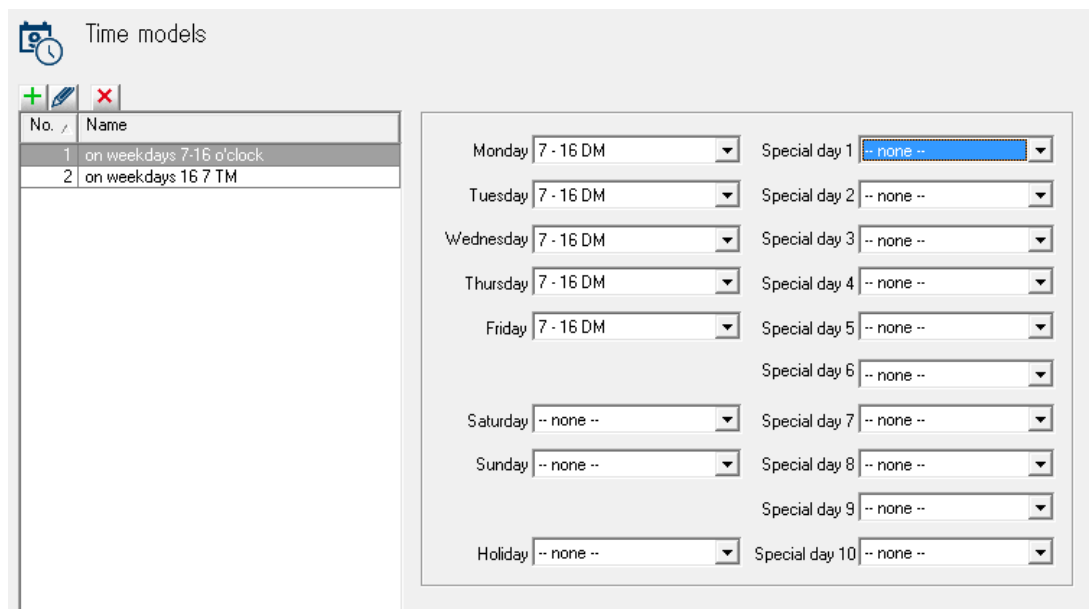 Time models
No. Name
1 on weekdays 7-16 o'clock
2 on weekdays 16 7 TM
Monday 7 - 16 DM Special day 1 -- none --
Tuesday 7 - 16 DM Special day 2 -- none --
Wednesday 7 - 16 DM Special day 3 -- none --
Thursday 7 - 16 DM Special day 4 -- none --
Friday 7 - 16 DM Special day 5 -- none --
Special day 6 -- none --
Saturday -- none -- Special day 7 -- none --
Sunday -- none -- Special day 8 -- none --
Special day 9 -- none --
Holiday -- none -- Special day 10 -- none --